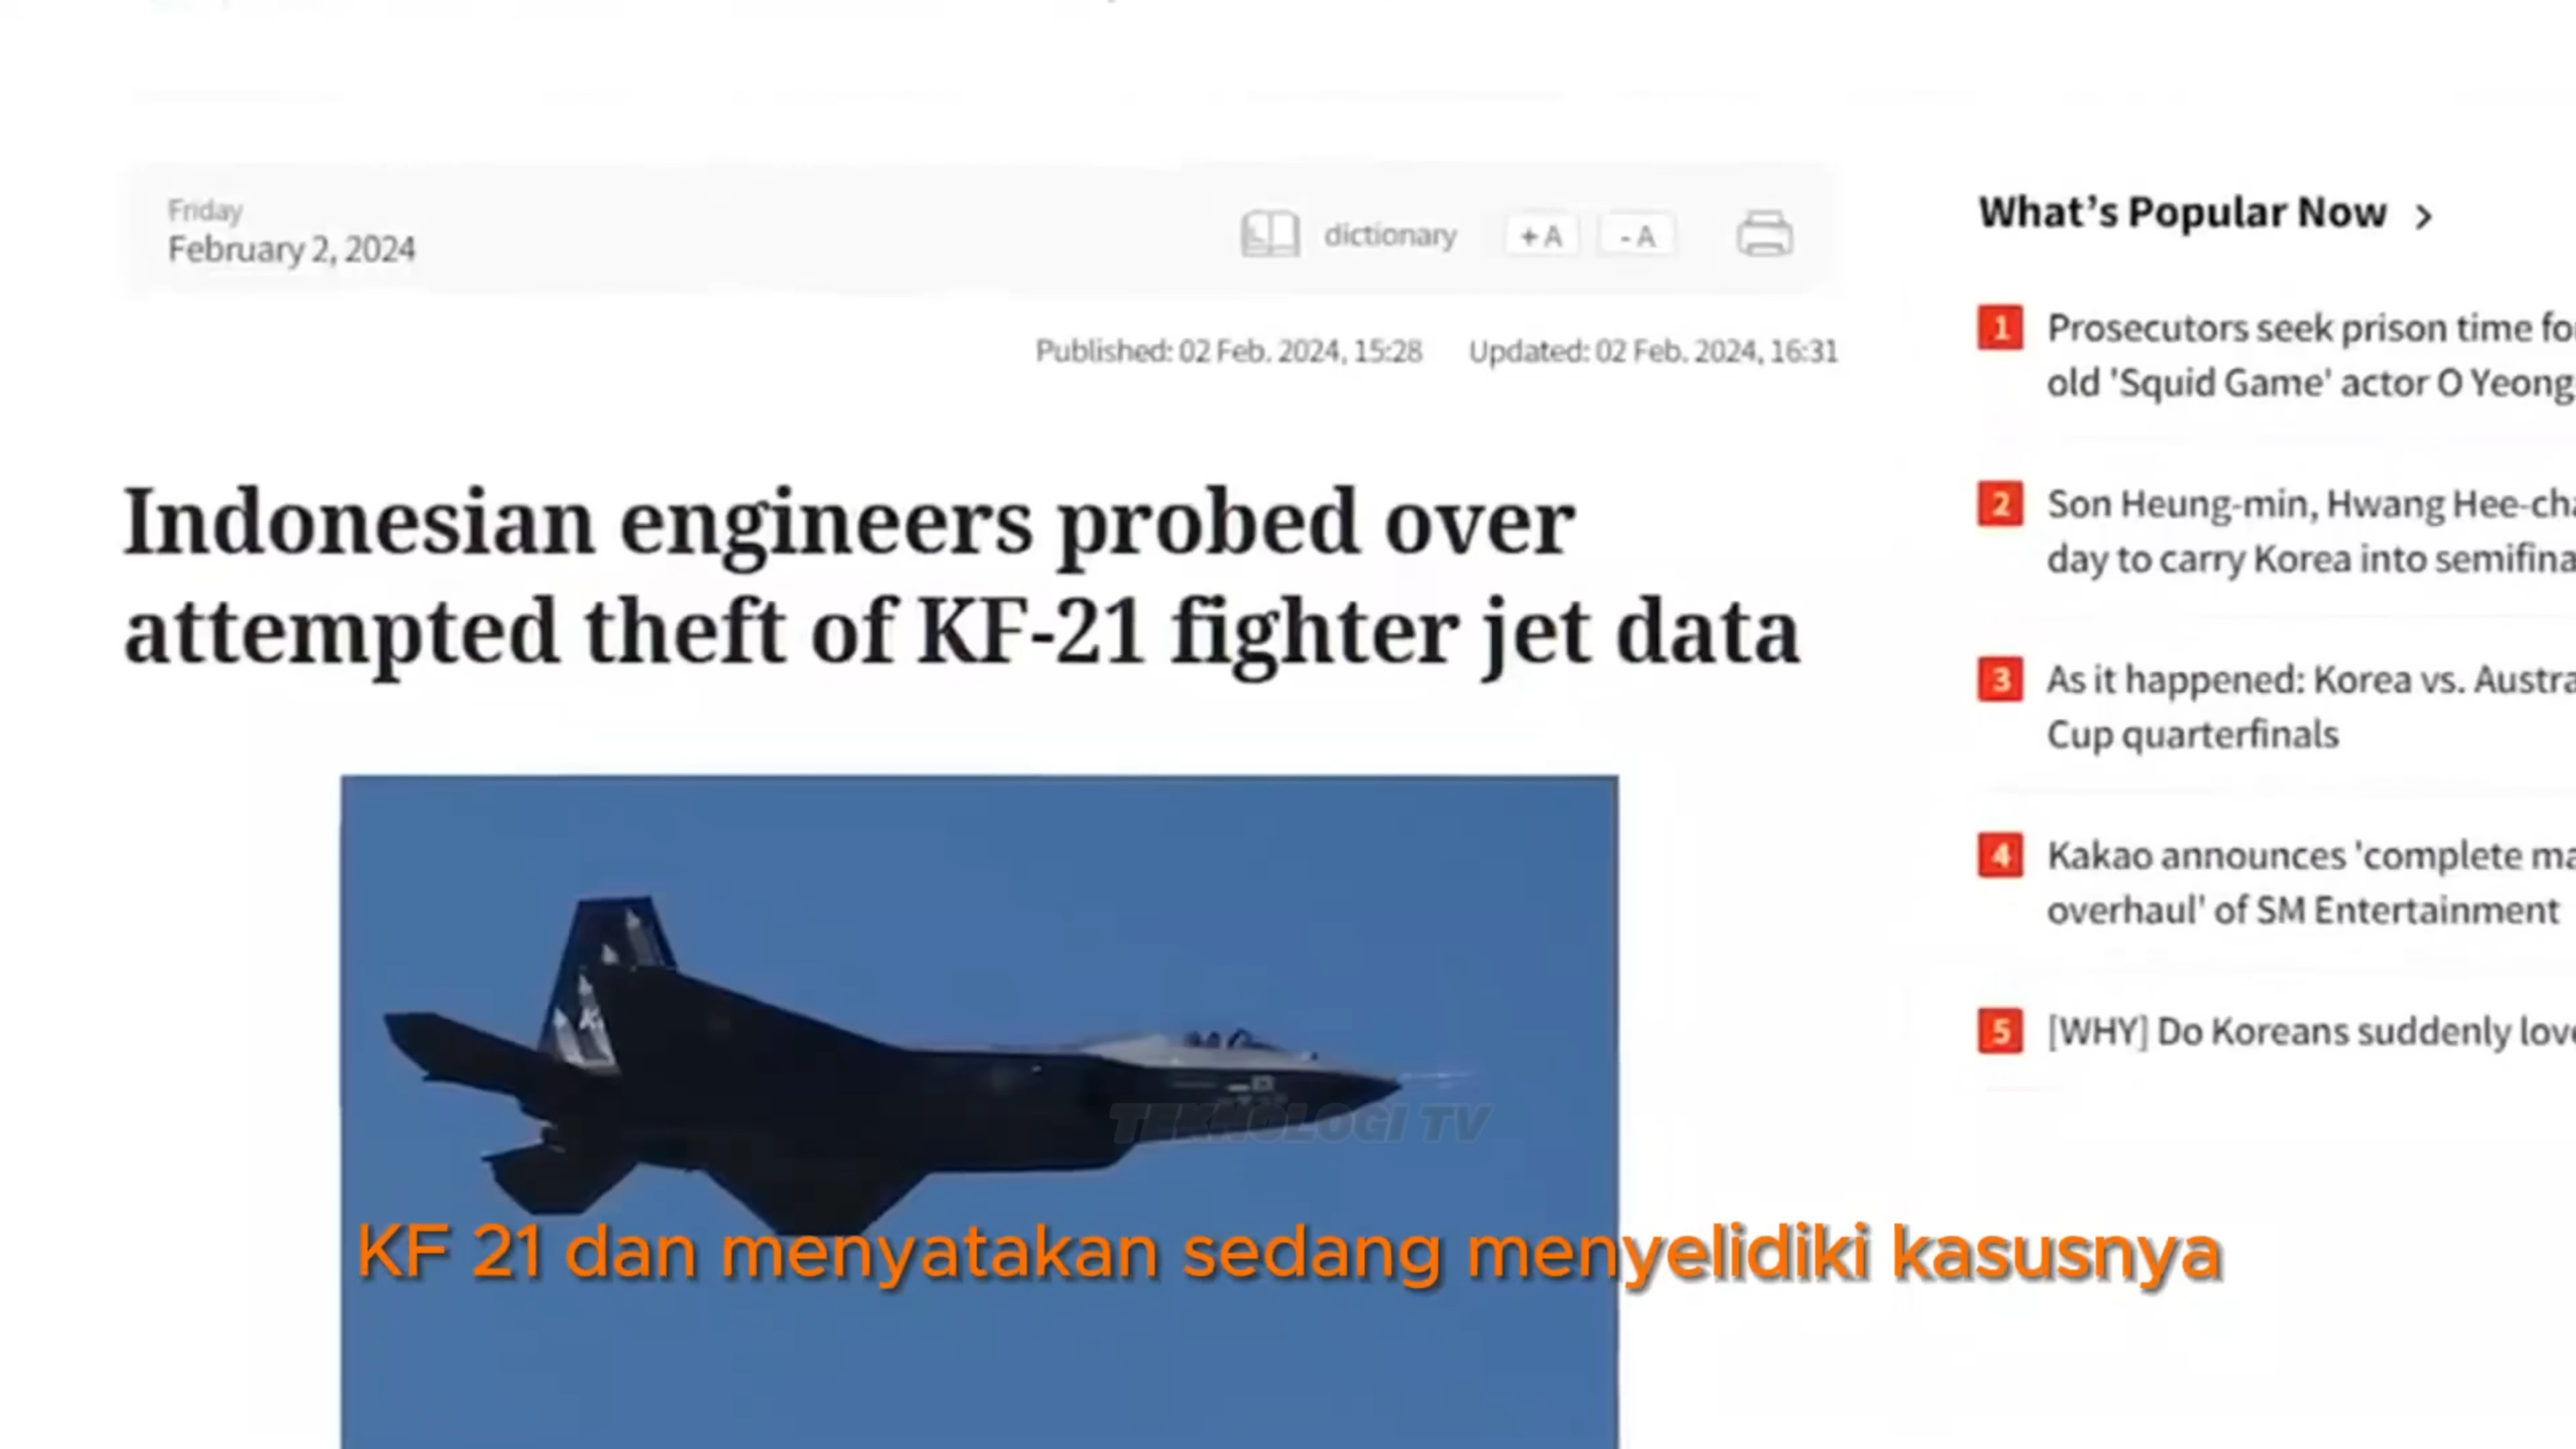 Friday
February 2, 2024
dictionary
+ A
- A
Published: 02 Feb. 2024, 15:28
Updated: 02 Feb. 2024, 16:31
Indonesian engineers probed over
attempted theft of KF-21 fighter jet data
TEKNOLOGI TV
KF 21 dan menyatakan sedang menyelidiki kasusnya
What's Popular Now >
1 Prosecutors seek prison time
old 'Squid Game' actor O
2 Son Heung-min, Hwang
day to carry Korea into
3 As it happened: Korea vs.
Cup quarterfinals
4 Kakao announces 'complete
overhaul' of SM Entertainment
5 [WHY] Do Koreans suddenly